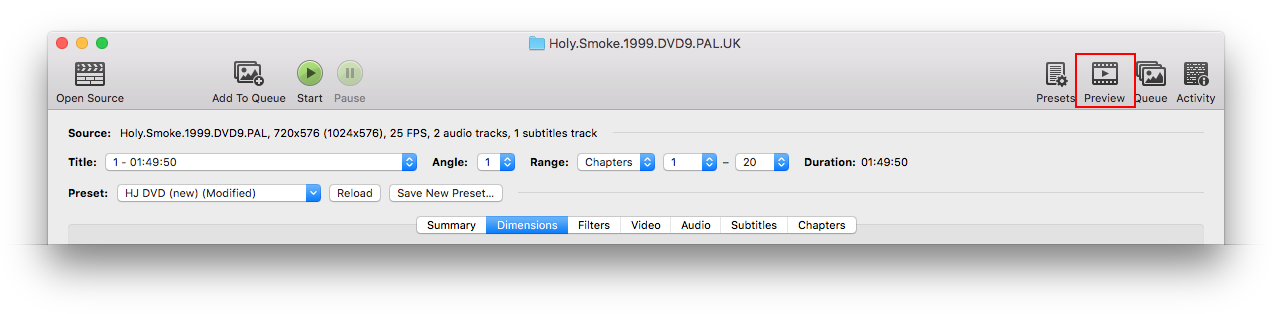 Holy.Smoke.1999.DVD9.PAL.UK
Open Source Add To Queue Start Pause Presets Preview Queue Activity
Source: Holy.Smoke.1999.DVD9.PAL, 720x576 (1024x576), 25 FPS, 2 audio tracks, 1 subtitles track
Title: 1 - 01:49:50 Angle: 1 Range: Chapters 1 – 20 Duration: 01:49:50
Preset: HJ DVD (new) (Modified) Reload Save New Preset...
Summary Dimensions Filters Video Audio Subtitles Chapters